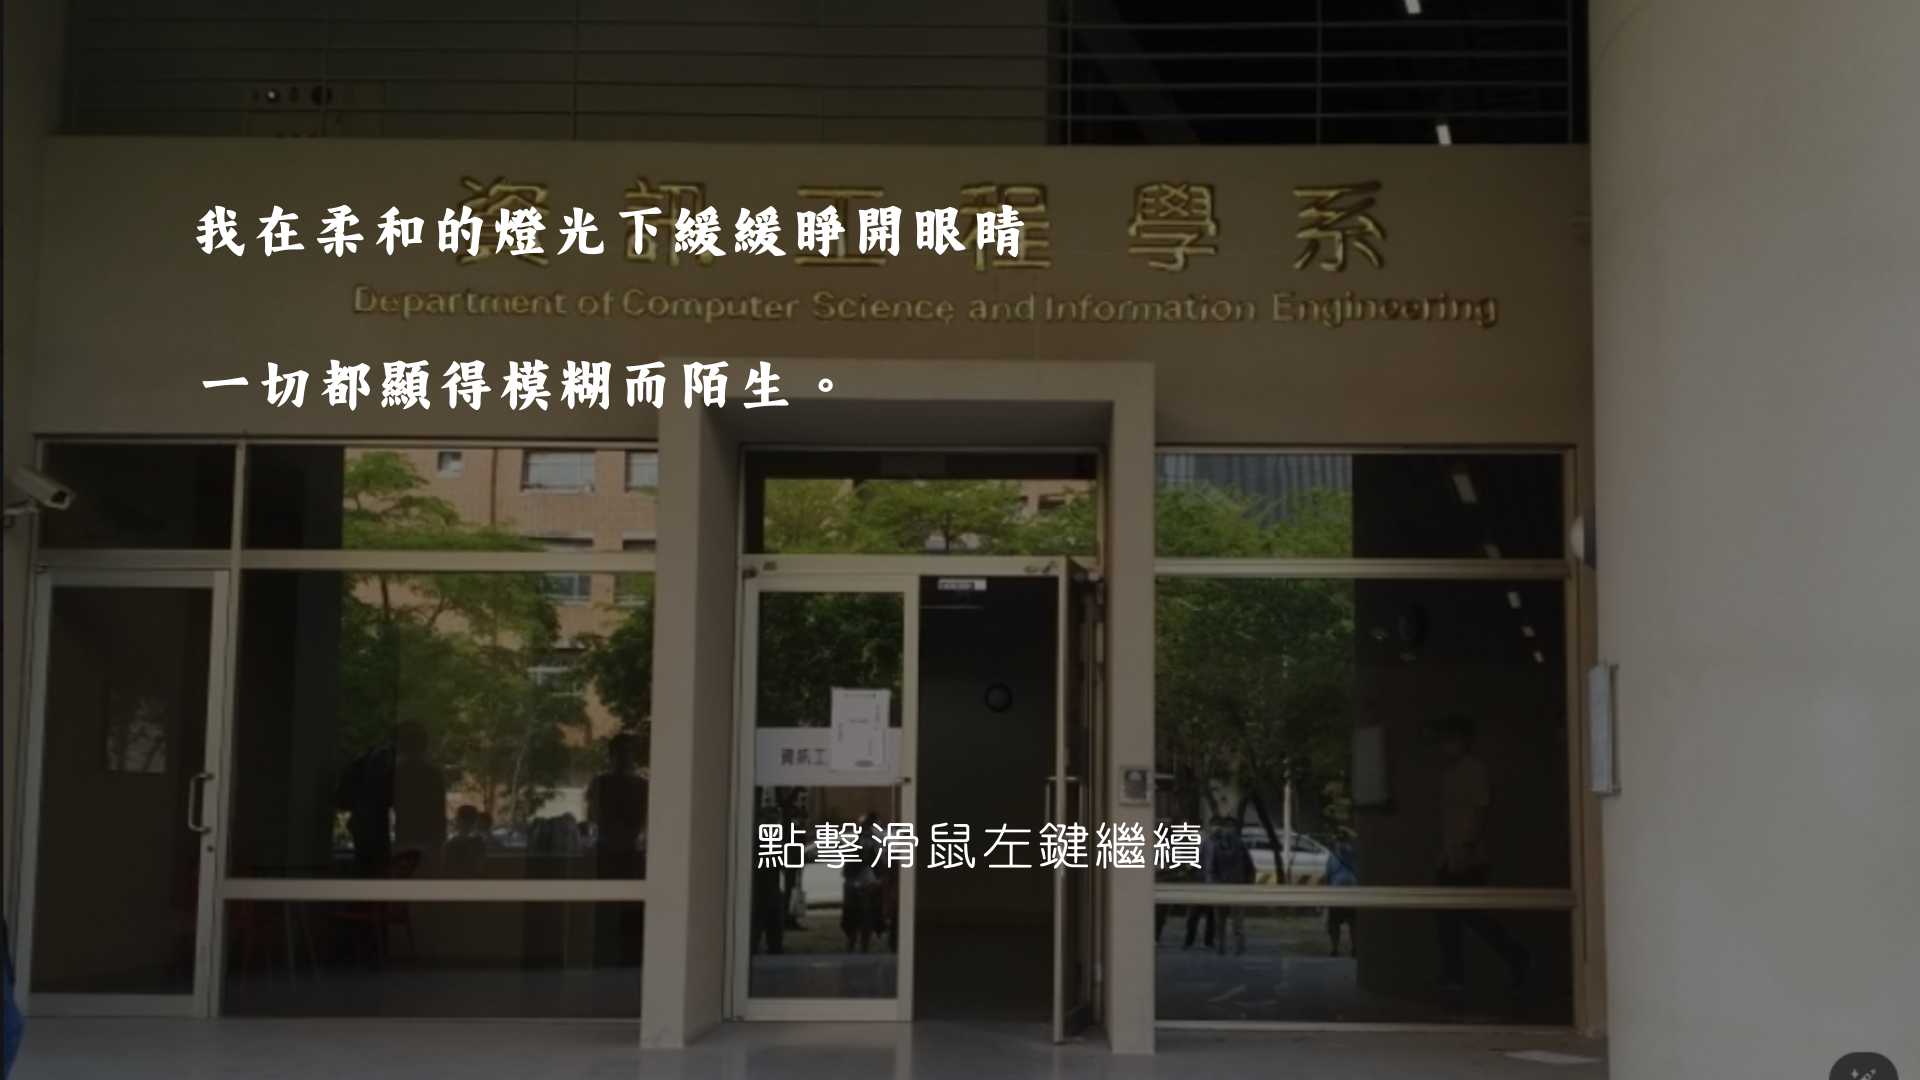 資訊工程學系
我在柔和的燈光下緩緩睜開眼睛
Department of Computer Science and Information Engineering
一切都顯得模糊而陌生。
資訊工
點擊滑鼠左鍵繼續